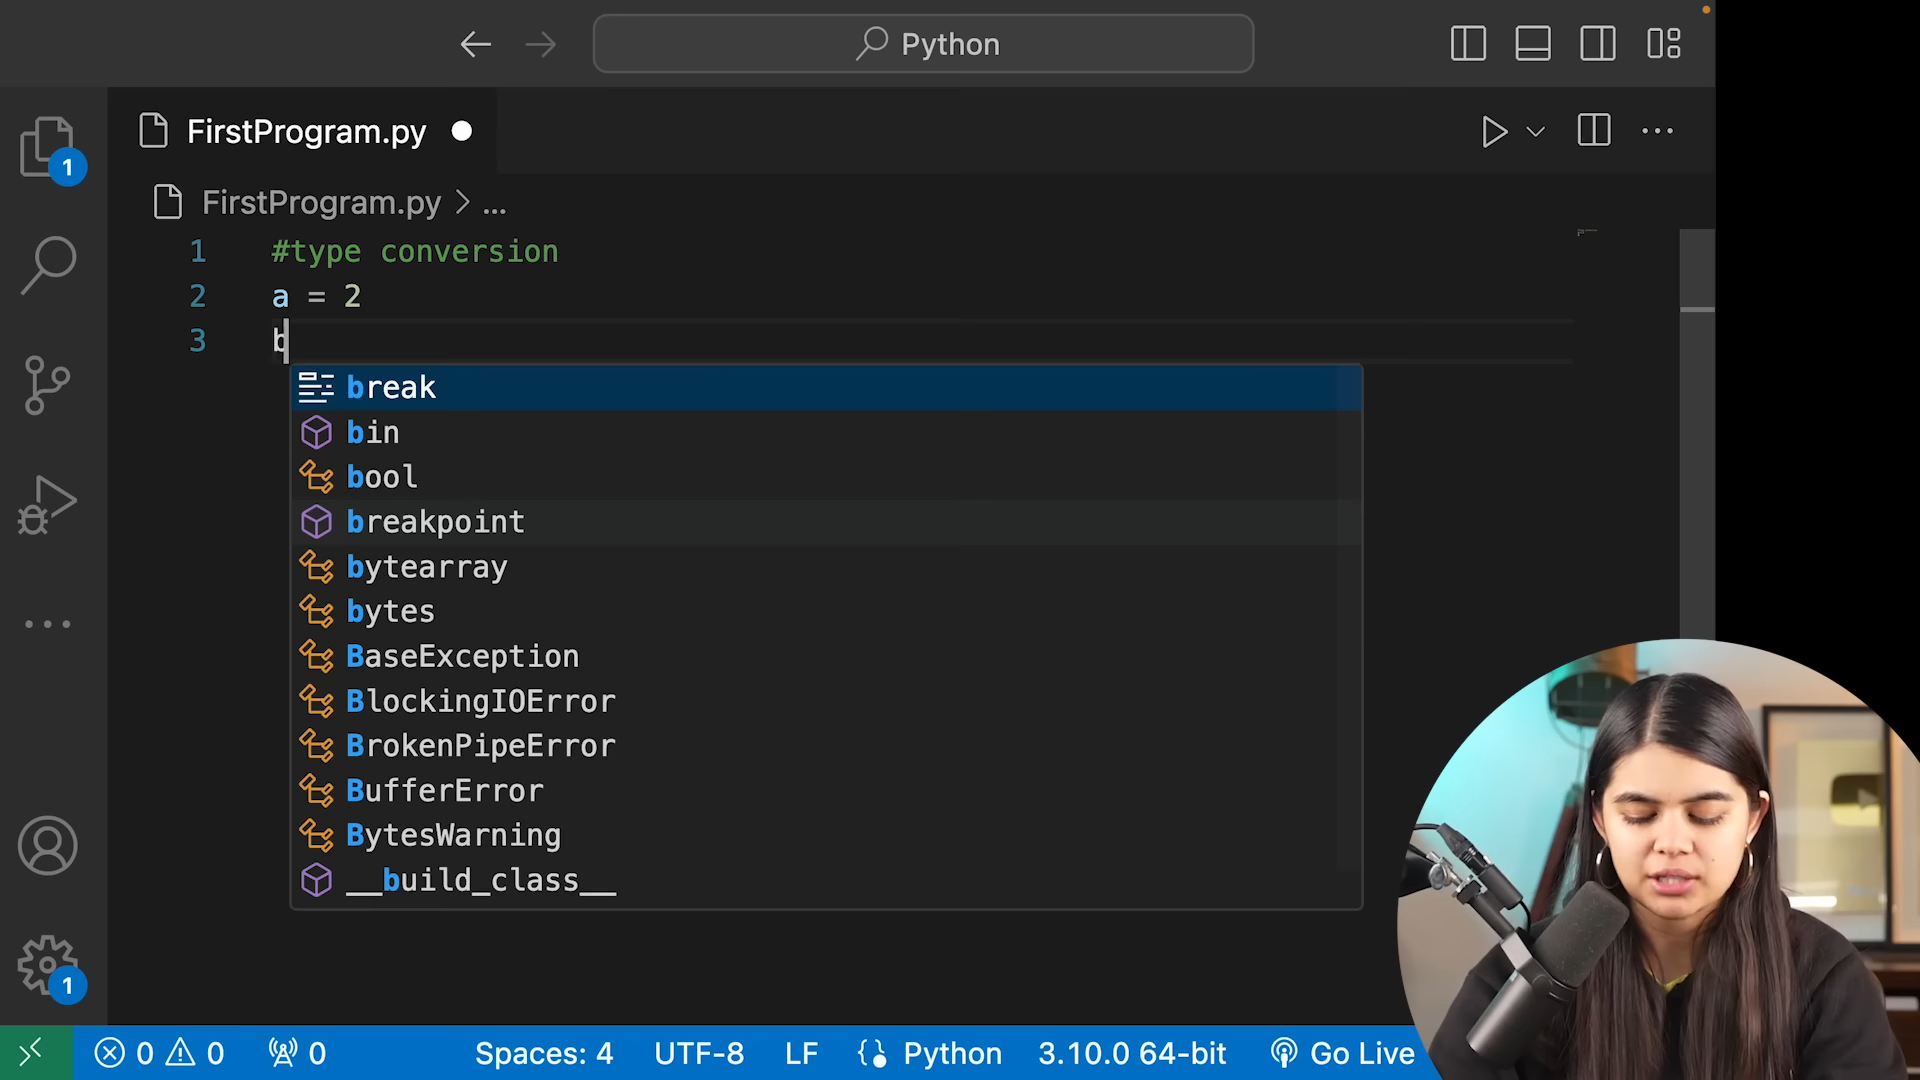 Python
FirstProgram.py
1
FirstProgram.py > ...
1 #type conversion
2 a = 2
3 b
break
bin
bool
breakpoint
bytearray
bytes
BaseException
BlockingIOError
BrokenPipeError
BufferError
BytesWarning
__build_class__
1
0 0 0 Spaces: 4 UTF-8 LF Python 3.10.0 64-bit Go Live